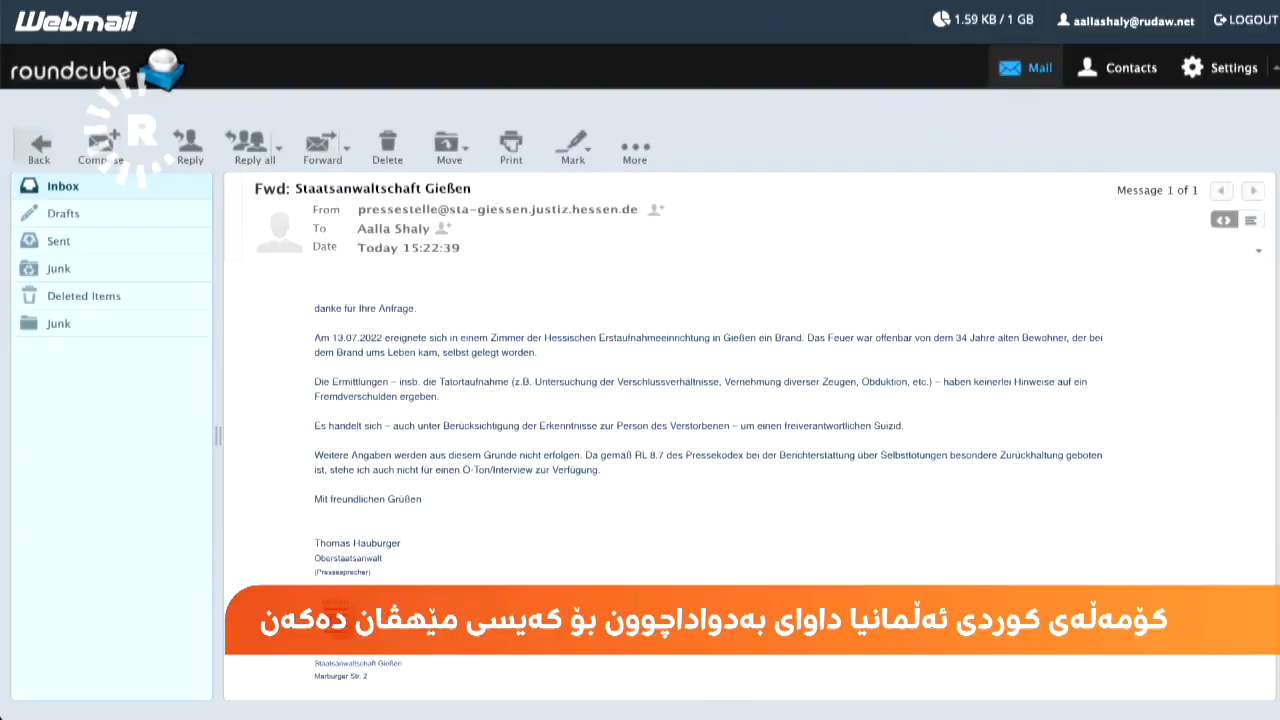 Webmail
1.59 KB / 1 GB
aallashaly@rudaw.net
LOGOUT
roundcube
Mail
Contacts
Settings
R
Back
Compose
Reply
Reply all
Forward
Delete
Move
Print
Mark
More
Inbox
Drafts
Sent
Junk
Deleted Items
Junk
Fwd: Staatsanwaltschaft Gießen
Message 1 of 1
From pressestelle@sta-giessen.justiz.hessen.de
To Aalla Shaly
Date Today 15:22:39
danke für Ihre Anfrage.
Am 13.07.2022 ereignete sich in einem Zimmer der Hessischen Erstaufnahmeeinrichtung in Gießen ein Brand. Das Feuer war offenbar von dem 34 Jahre alten Bewohner, der bei
dem Brand ums Leben kam, selbst gelegt worden.
Die Ermittlungen – insb. die Tatortaufnahme (z.B. Untersuchung der Verschlussverhältnisse, Vernehmung diverser Zeugen, Obduktion, etc.) – haben keinerlei Hinweise auf ein
Fremdverschulden ergeben.
Es handelt sich – auch unter Berücksichtigung der Erkenntnisse zur Person des Verstorbenen – um einen freiverantwortlichen Suizid.
Weitere Angaben werden aus diesem Grunde nicht erfolgen. Da gemäß RL 8.7 des Pressekodex bei der Berichterstattung über Selbsttötungen besondere Zurückhaltung geboten
ist, stehe ich auch nicht für einen O-Ton/Interview zur Verfügung.
Mit freundlichen Grüßen
Thomas Hauburger
Oberstaatsanwalt
(Pressesprecher)
کۆمەڵەی کوردی ئەڵمانیا داوای بەدواداچوون بۆ کەیسی مێهڤان دەکەن
Staatsanwaltschaft Gießen
Marburger Str. 2